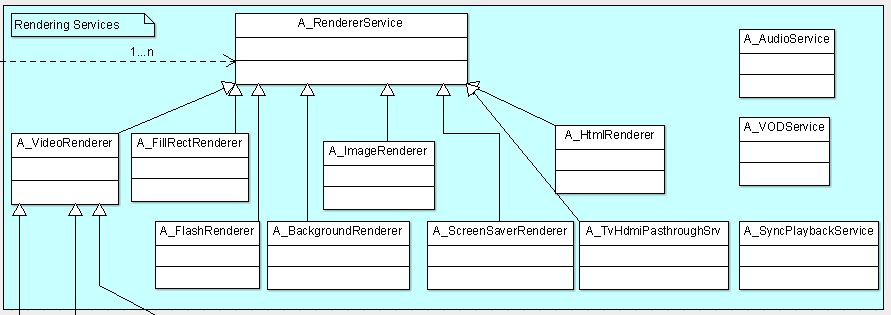 Rendering Services
A_RendererService
1...n
A_AudioService
A_VODService
A_VideoRenderer
A_FillRectRenderer
A_ImageRenderer
A_HtmlRenderer
A_FlashRenderer
A_BackgroundRenderer
A_ScreenSaverRenderer
A_TvHdmiPasthroughSrv
A_SyncPlaybackService